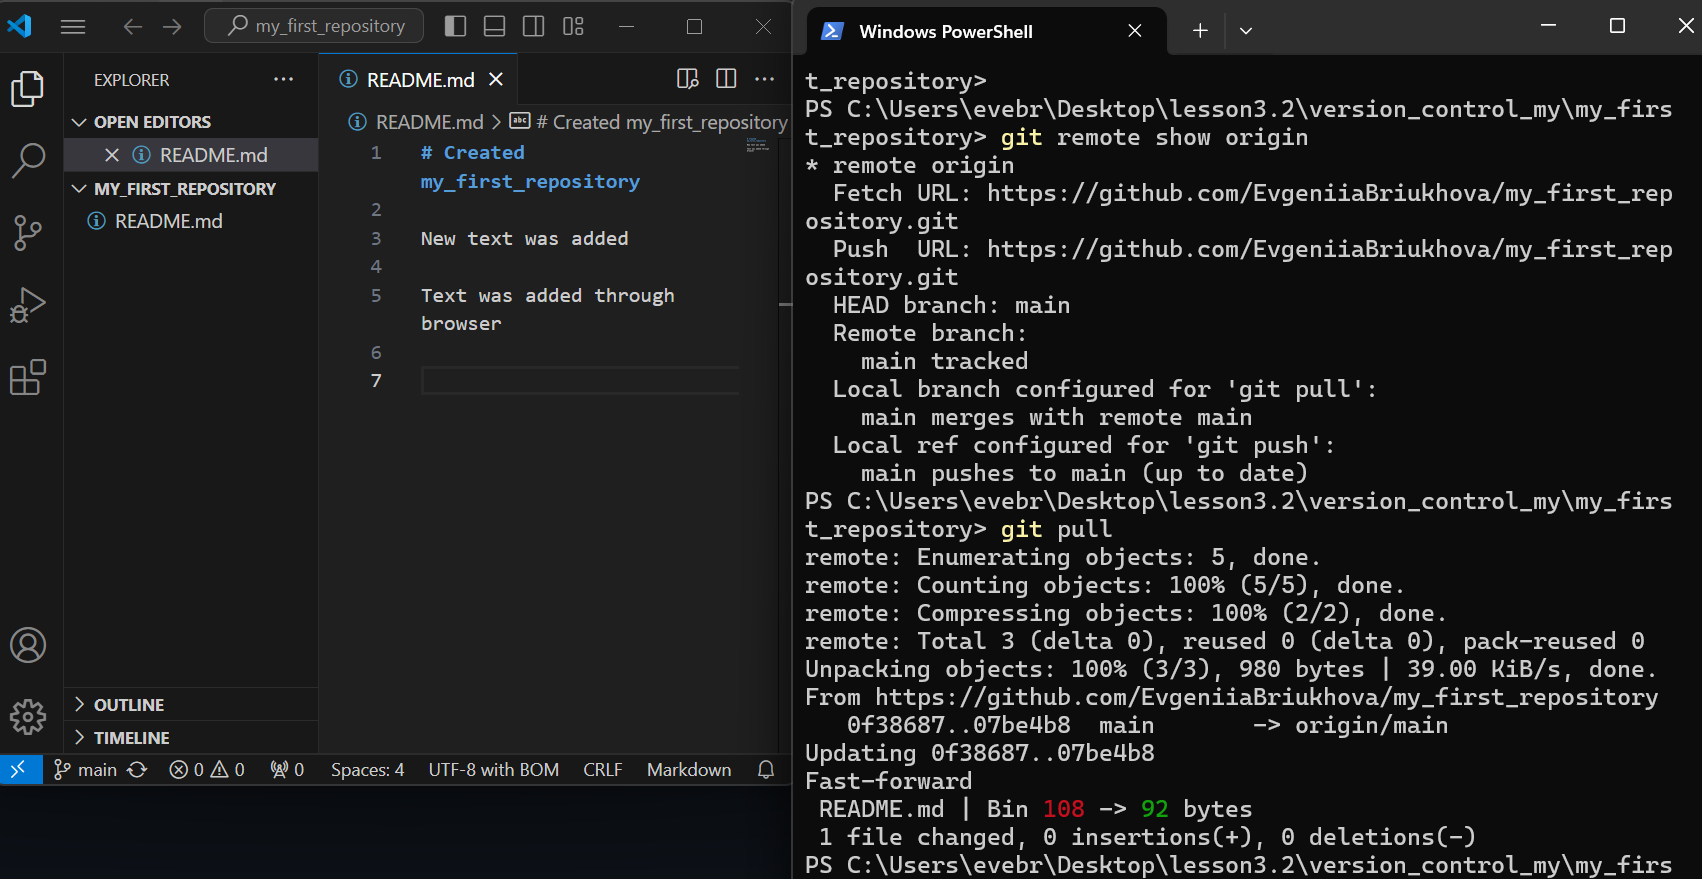 my_first_repository
EXPLORER
OPEN EDITORS
README.md
MY_FIRST_REPOSITORY
README.md
OUTLINE
TIMELINE
README.md
README.md > # Created my_first_repository
1 # Created
my_first_repository
2
3 New text was added
4
5 Text was added through
browser
6
7
main 0 0 0 Spaces: 4 UTF-8 with BOM CRLF Markdown
Windows PowerShell
t_repository>
PS C:\Users\evebr\Desktop\lesson3.2\version_control_my\my_firs
t_repository> git remote show origin
* remote origin
  Fetch URL: https://github.com/EvgeniiaBriukhova/my_first_rep
ository.git
  Push  URL: https://github.com/EvgeniiaBriukhova/my_first_rep
ository.git
  HEAD branch: main
  Remote branch:
    main tracked
  Local branch configured for 'git pull':
    main merges with remote main
  Local ref configured for 'git push':
    main pushes to main (up to date)
PS C:\Users\evebr\Desktop\lesson3.2\version_control_my\my_firs
t_repository> git pull
remote: Enumerating objects: 5, done.
remote: Counting objects: 100% (5/5), done.
remote: Compressing objects: 100% (2/2), done.
remote: Total 3 (delta 0), reused 0 (delta 0), pack-reused 0
Unpacking objects: 100% (3/3), 980 bytes | 39.00 KiB/s, done.
From https://github.com/EvgeniiaBriukhova/my_first_repository
   0f38687..07be4b8  main       -> origin/main
Updating 0f38687..07be4b8
Fast-forward
 README.md | Bin 108 -> 92 bytes
 1 file changed, 0 insertions(+), 0 deletions(-)
PS C:\Users\evebr\Desktop\lesson3.2\version_control_my\my_firs